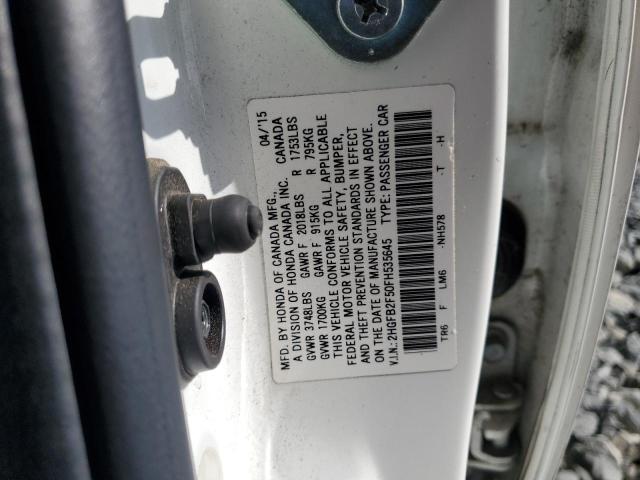 MFD. BY HONDA OF CANADA MFG., 04/'15
A DIVISION OF HONDA CANADA INC. CANADA
GVWR 3748LBS GAWR F 2018LBS R 1753LBS
GVWR 1700KG GAWR F 915KG R 795KG
THIS VEHICLE CONFORMS TO ALL APPLICABLE
FEDERAL MOTOR VEHICLE SAFETY, BUMPER,
AND THEFT PREVENTION STANDARDS IN EFFECT
ON THE DATE OF MANUFACTURE SHOWN ABOVE.
V.I.N.: 2HGFB2F50FH535645 TYPE: PASSENGER CAR
TR6 F LM6 -NH578 -T -H